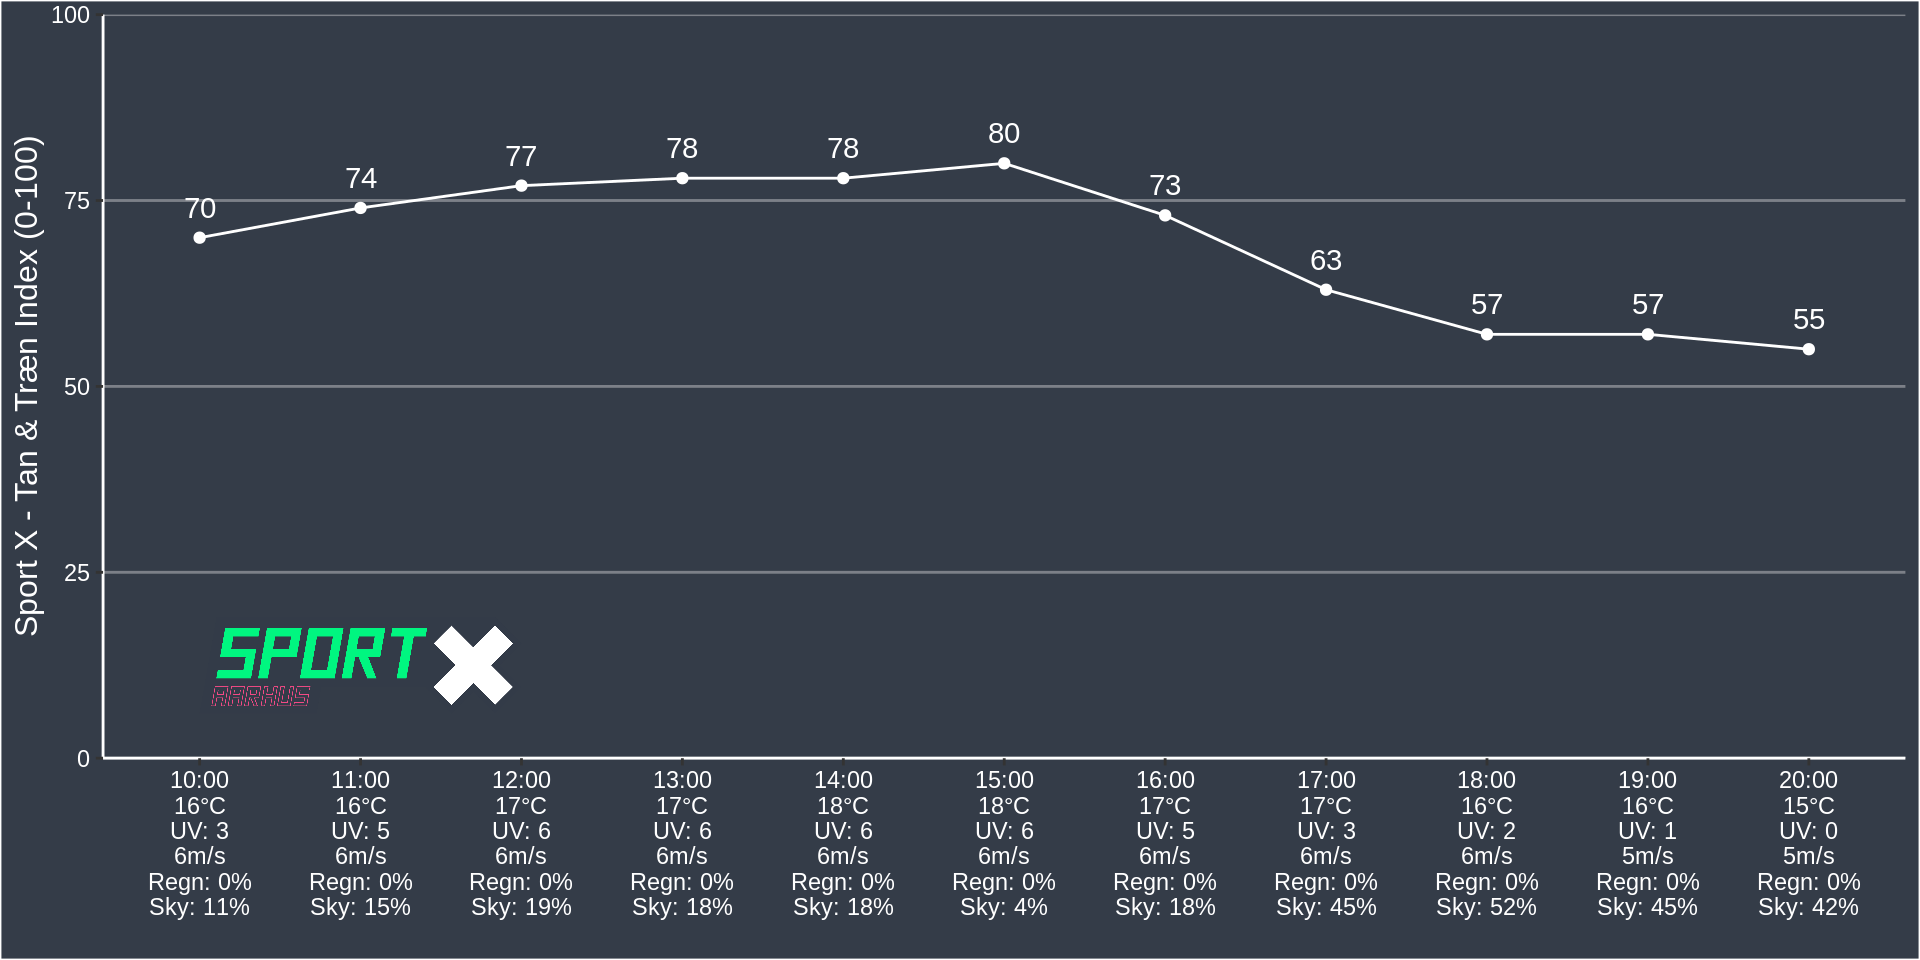 Sport X - Tan & Træn Index (0-100)
100
75
50
25
0
70
74
77
78
78
80
73
63
57
57
55
SPORT X
AARHUS
10:00 11:00 12:00 13:00 14:00 15:00 16:00 17:00 18:00 19:00 20:00
16°C 16°C 17°C 17°C 18°C 18°C 17°C 17°C 16°C 16°C 15°C
UV: 3 UV: 5 UV: 6 UV: 6 UV: 6 UV: 6 UV: 5 UV: 3 UV: 2 UV: 1 UV: 0
6m/s 6m/s 6m/s 6m/s 6m/s 6m/s 6m/s 6m/s 6m/s 5m/s 5m/s
Regn: 0% Regn: 0% Regn: 0% Regn: 0% Regn: 0% Regn: 0% Regn: 0% Regn: 0% Regn: 0% Regn: 0% Regn: 0%
Sky: 11% Sky: 15% Sky: 19% Sky: 18% Sky: 18% Sky: 4% Sky: 18% Sky: 45% Sky: 52% Sky: 45% Sky: 42%